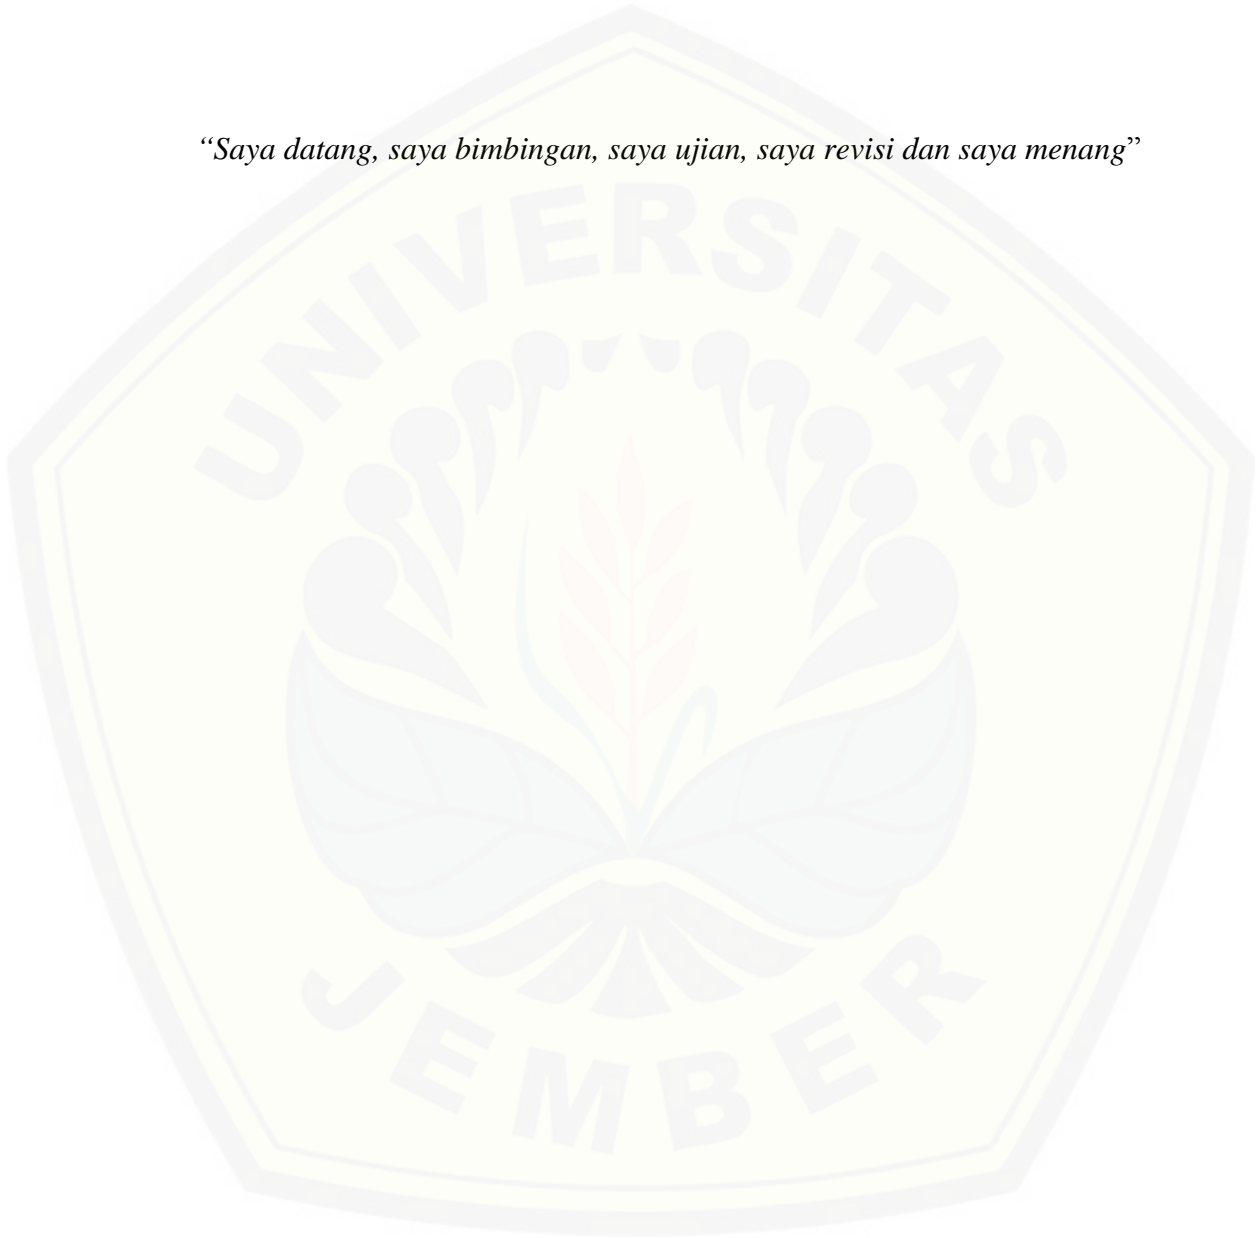 “Saya datang, saya bimbingan, saya ujian, saya revisi dan saya menang”
UNIVERSITAS
JEMBER